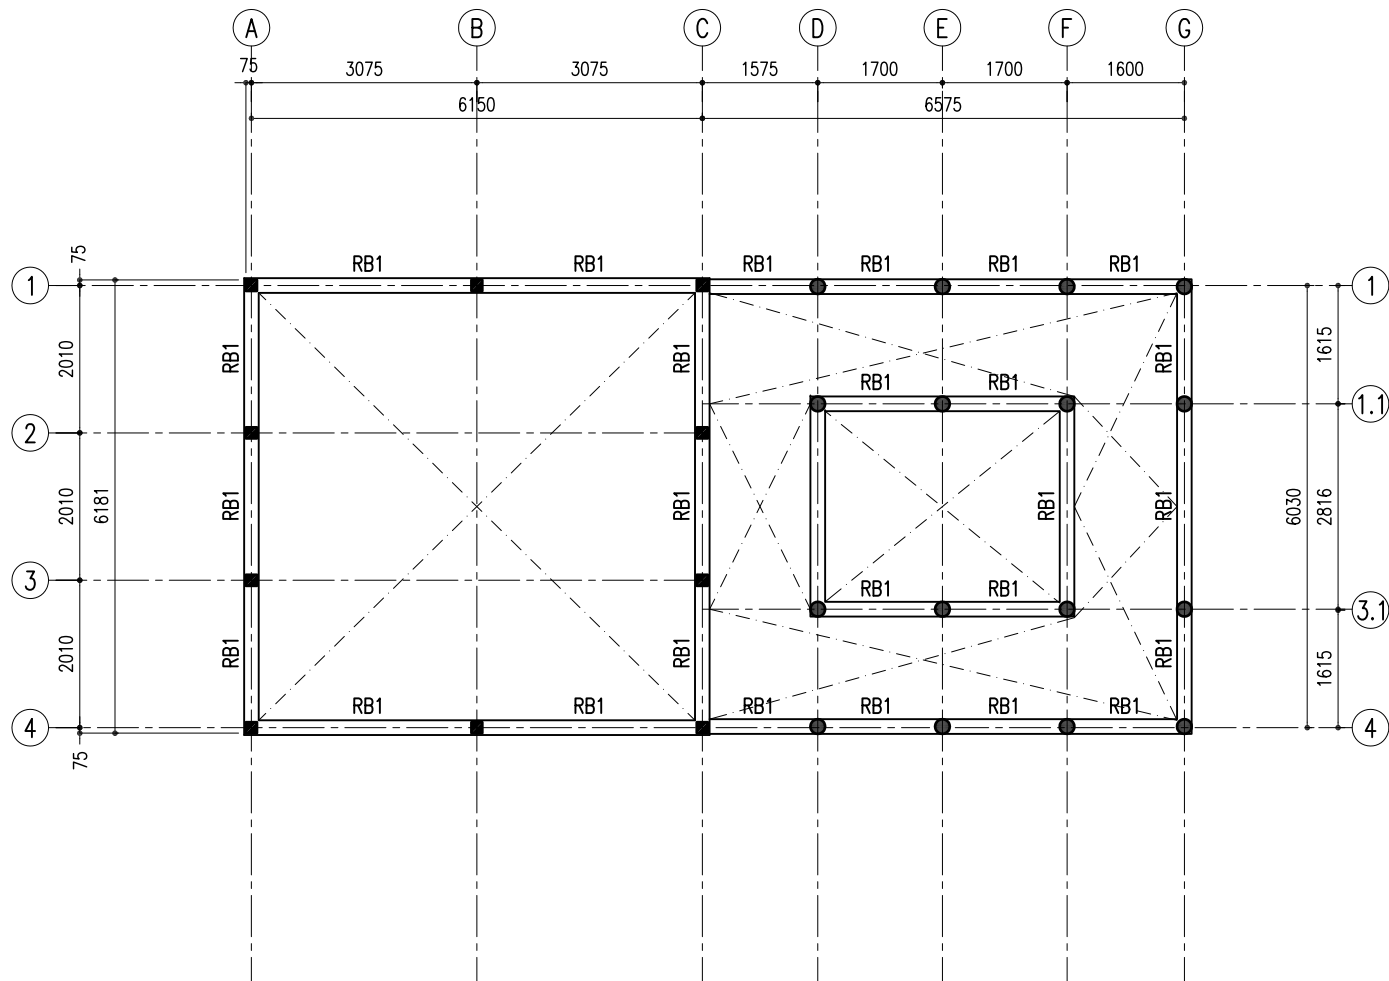 A B C D E F G
75 3075 3075 1575 1700 1700 1600
6150 6575
75
RB1 RB1 RB1 RB1 RB1 RB1
1 1
2010 RB1 RB1 RB1 1615
RB1 RB1
1.1
2
2010 6181 RB1 RB1 RB1 RB1 6030 2816
3
RB1 RB1
3.1
2010 RB1 RB1 RB1 1615
RB1 RB1 RB1 RB1 RB1 RB1
4 4
75